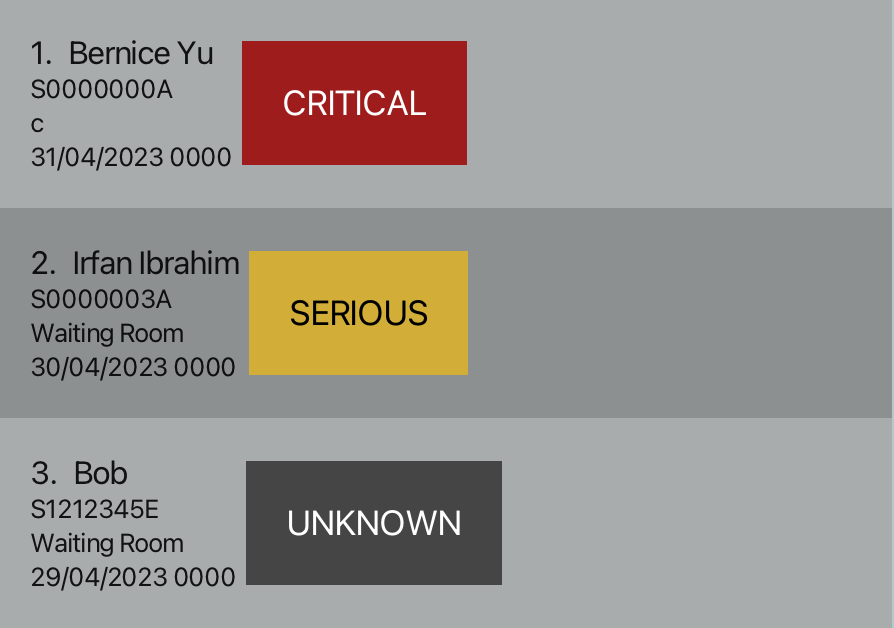 1. Bernice Yu
S0000000A
c
31/04/2023 0000
CRITICAL
2. Irfan Ibrahim
S0000003A
Waiting Room
30/04/2023 0000
SERIOUS
3. Bob
S1212345E
Waiting Room
29/04/2023 0000
UNKNOWN